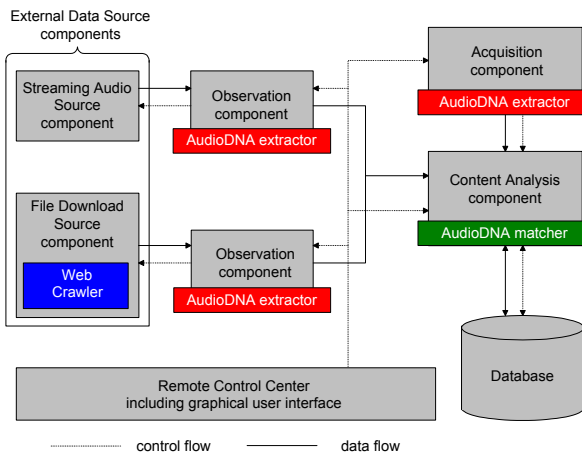 External Data Source
components
Streaming Audio
Source
component
Observation
component
AudioDNA extractor
Acquisition
component
AudioDNA extractor
Content Analysis
component
AudioDNA matcher
File Download
Source
component
Web
Crawler
Observation
component
AudioDNA extractor
Database
Remote Control Center
including graphical user interface
control flow
data flow